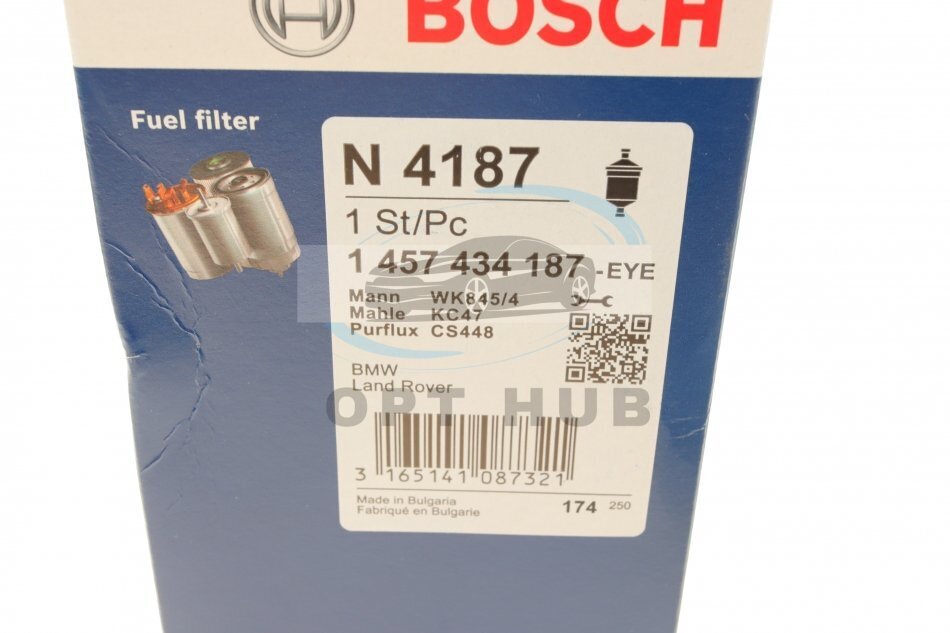 BOSCH
Fuel filter
N 4187
1 St/Pc
1 457 434 187 -EYE
Mann WK845/4
Mahle KC47
Purflux CS448
BMW
Land Rover
OPT HUB
3 165141 087321
Made in Bulgaria
Fabriqué en Bulgarie
174 250